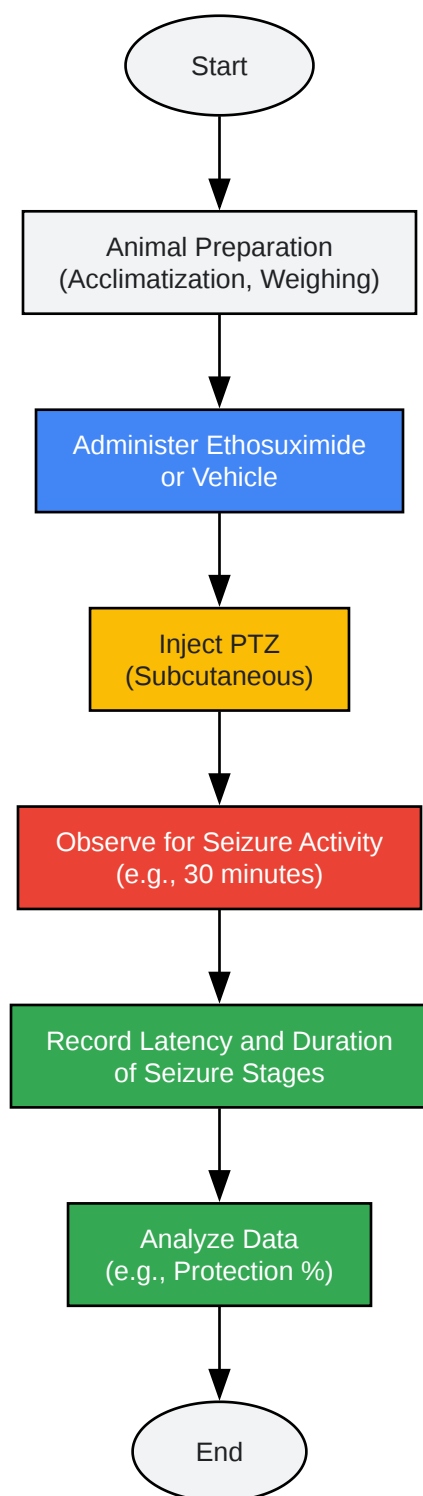 Start
Animal Preparation
(Acclimatization, Weighing)
Administer Ethosuximide
or Vehicle
Inject PTZ
(Subcutaneous)
Observe for Seizure Activity
(e.g., 30 minutes)
Record Latency and Duration
of Seizure Stages
Analyze Data
(e.g., Protection %)
End